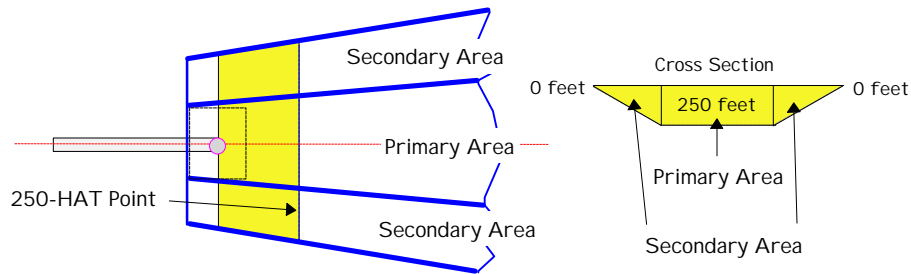 Secondary Area
Primary Area
250-HAT Point
Secondary Area
Cross Section
0 feet
0 feet
250 feet
Primary Area
Secondary Area